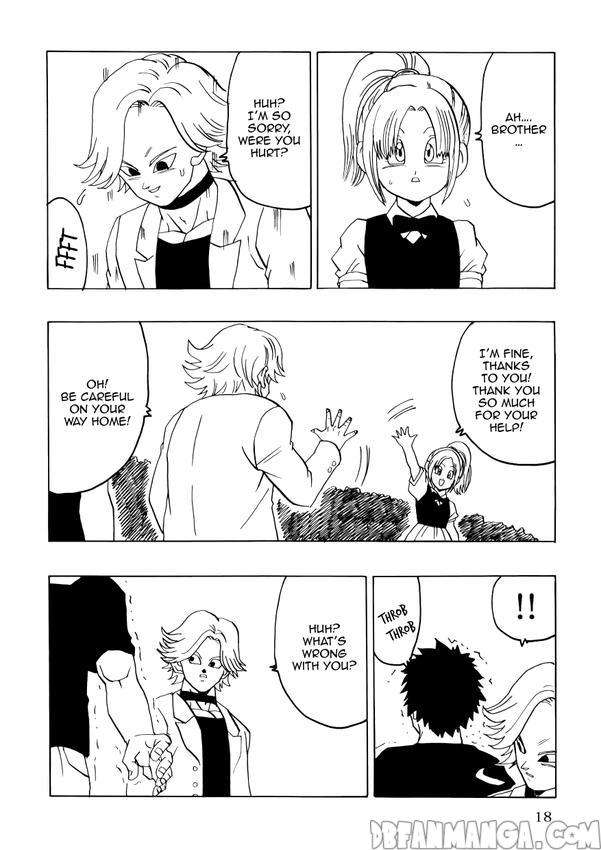 AH....
BROTHER
...
HUH?
I'M SO
SORRY,
WERE YOU
HURT?
FFFT
I'M FINE,
THANKS
TO YOU!
THANK YOU
SO MUCH
FOR YOUR
HELP!
OH!
BE CAREFUL
ON YOUR
WAY HOME!
!!
THROB
THROB
HUH?
WHAT'S
WRONG
WITH YOU?
18
DBFANMANGA.COM